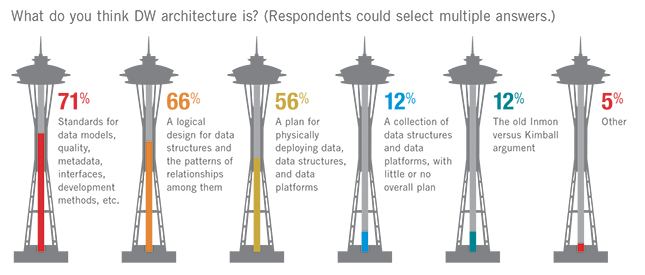 What do you think DW architecture is? (Respondents could select multiple answers.)
71%
Standards for
data models,
quality,
metadata,
interfaces,
development
methods, etc.
66%
A logical
design for data
structures and
the patterns of
relationships
among them
56%
A plan for
physically
deploying data,
data structures,
and data
platforms
12%
A collection of
data structures
and data
platforms, with
little or no
overall plan
12%
The old Inmon
versus Kimball
argument
5%
Other